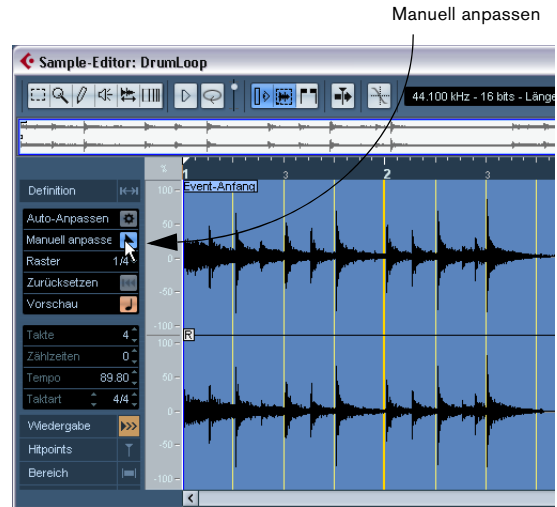 Manuell anpassen
Sample-Editor: DrumLoop
44.100 kHz - 16 bits - Länge
%
1 3 2 3
Definition
Event-Anfang
100
Auto-Anpassen
50
Manuell anpasse
0
Raster 1/4
Zurücksetzen
-50
Vorschau
-100
Takte 4
R
100
Zählzeiten 0
Tempo 89.80
50
Taktart 4/4
0
Wiedergabe
Hitpoints
-50
Bereich
-100